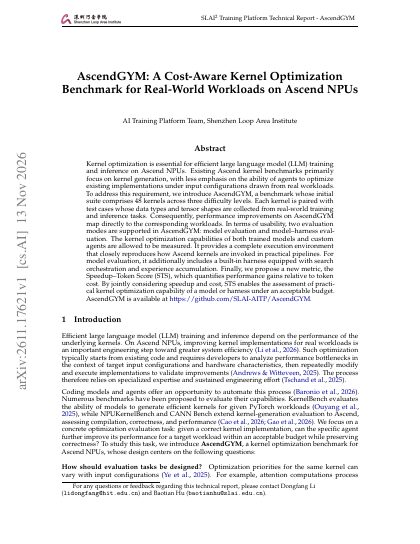 深圳河套学院
Shenzhen Loop Area Institute
SLAI² Training Platform Technical Report - AscendGYM
AscendGYM: A Cost-Aware Kernel Optimization
Benchmark for Real-World Workloads on Ascend NPUs
AI Training Platform Team, Shenzhen Loop Area Institute
Abstract
Kernel optimization is essential for efficient large language model (LLM) training
and inference on Ascend NPUs. Existing Ascend kernel benchmarks primarily
focus on kernel generation, with less emphasis on the ability of agents to optimize
existing implementations under input configurations drawn from real workloads.
To address this requirement, we introduce AscendGYM, a benchmark whose initial
suite comprises 48 kernels across three difficulty levels. Each kernel is paired with
test cases whose data types and tensor shapes are collected from real-world training
and inference tasks. Consequently, performance improvements on AscendGYM
map directly to the corresponding workloads. In terms of usability, two evaluation
modes are supported in AscendGYM: model evaluation and model–harness eval-
uation. The kernel optimization capabilities of both trained models and custom
agents are allowed to be measured. It provides a complete execution environment
that closely reproduces how Ascend kernels are invoked in practical pipelines. For
model evaluation, it additionally includes a built-in harness equipped with search
orchestration and experience accumulation. Finally, we propose a new metric, the
Speedup–Token Score (STS), which quantifies performance gains relative to token
cost. By jointly considering speedup and cost, STS enables the assessment of practi-
cal kernel optimization capability of a model or harness under an acceptable budget.
AscendGYM is available at https://github.com/SLAI-AITP/AscendGYM.
1 Introduction
Efficient large language model (LLM) training and inference depend on the performance of the
underlying kernels. On Ascend NPUs, improving kernel implementations for real workloads is
an important engineering step toward greater system efficiency (Li et al., 2026). Such optimization
typically starts from existing code and requires developers to analyze performance bottlenecks in
the context of target input configurations and hardware characteristics, then repeatedly modify
and execute implementations to validate improvements (Andrews & Witteveen, 2025). The process
therefore relies on specialized expertise and sustained engineering effort (Tschand et al., 2025).
Coding models and agents offer an opportunity to automate this process (Baronio et al., 2026).
Numerous benchmarks have been proposed to evaluate their capabilities. KernelBench evaluates
the ability of models to generate efficient kernels for given PyTorch workloads (Ouyang et al.,
2025), while NPUKernelBench and CANN Bench extend kernel-generation evaluation to Ascend,
assessing compilation, correctness, and performance (Cao et al., 2026; Gao et al., 2026). We focus on
a concrete optimization evaluation task: given a correct kernel implementation, can the specific agent
further improve its performance for a target workload within an acceptable budget while preserving
correctness? To study this task, we introduce AscendGYM, a kernel optimization benchmark for
Ascend NPUs, whose design centers on the following questions:
How should evaluation tasks be designed? Optimization priorities for the same kernel can
vary with input configurations (Ye et al., 2025). For example, attention computations process
For any questions or feedback regarding this technical report, please contact Dongfang Li
(lidongfang@hit.edu.cn) and Baotian Hu (baotianhu@slai.edu.cn).
arXiv:2611.17621v1 [cs.AI] 13 Nov 2026